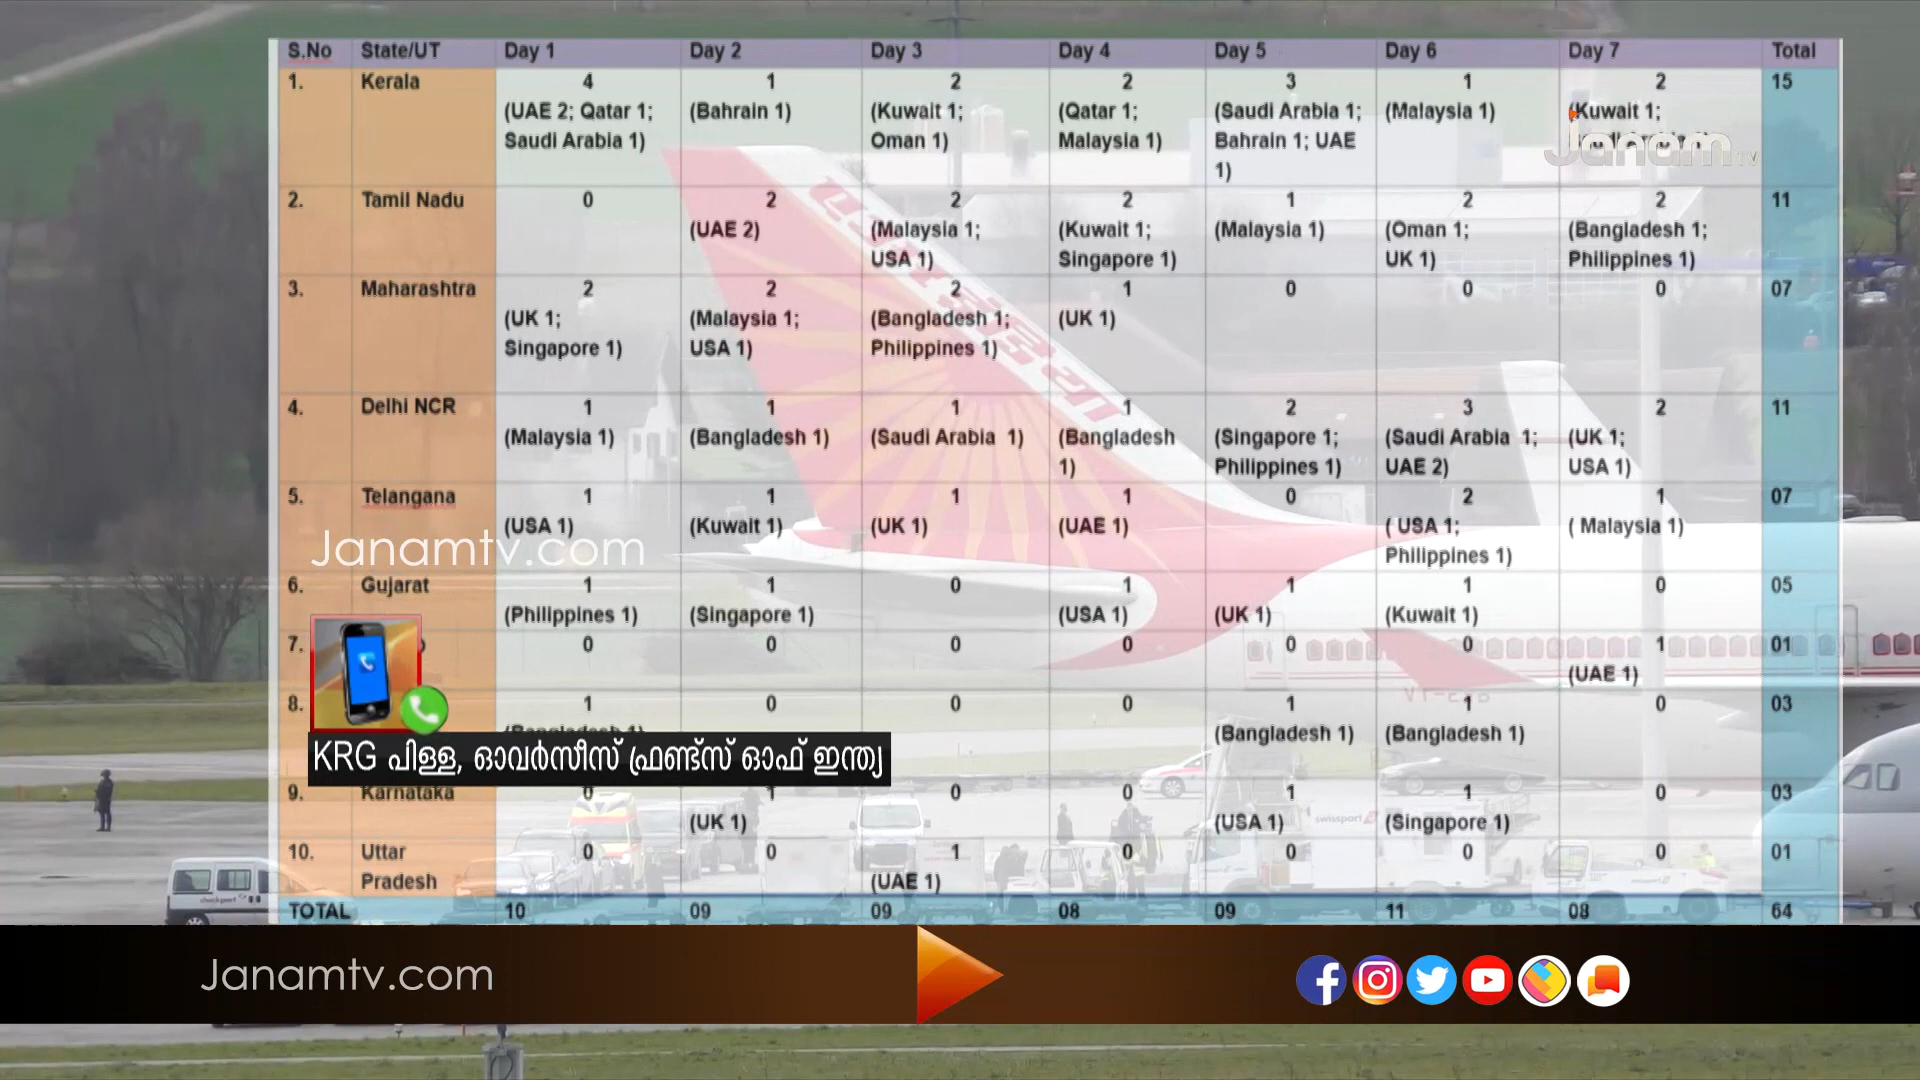 S.No State/UT Day 1 Day 2 Day 3 Day 4 Day 5 Day 6 Day 7 Total
1. Kerala 4 1 2 2 3 1 2 15
(UAE 2; Qatar 1; (Bahrain 1) (Kuwait 1; (Qatar 1; (Saudi Arabia 1; (Malaysia 1) (Kuwait 1;
Saudi Arabia 1) Oman 1) Malaysia 1) Bahrain 1; UAE
1)
Janam TV
2. Tamil Nadu 0 2 2 2 1 2 2 11
(UAE 2) (Malaysia 1; (Kuwait 1; (Malaysia 1) (Oman 1; (Bangladesh 1;
USA 1) Singapore 1) UK 1) Philippines 1)
3. Maharashtra 2 2 2 1 0 0 0 07
(UK 1; (Malaysia 1; (Bangladesh 1; (UK 1)
Singapore 1) USA 1) Philippines 1)
4. Delhi NCR 1 1 1 1 2 3 2 11
(Malaysia 1) (Bangladesh 1) (Saudi Arabia 1) (Bangladesh (Singapore 1; (Saudi Arabia 1; (UK 1;
1) Philippines 1) UAE 2) USA 1)
5. Telangana 1 1 1 1 0 2 1 07
(USA 1) (Kuwait 1) (UK 1) (UAE 1) ( USA 1; ( Malaysia 1)
Philippines 1)
Janamtv.com
6. Gujarat 1 1 0 1 1 1 0 05
(Philippines 1) (Singapore 1) (USA 1) (UK 1) (Kuwait 1)
7. 0 0 0 0 0 0 1 01
(UAE 1)
8. 1 0 0 0 1 1 0 03
(Bangladesh 1) (Bangladesh 1) (Bangladesh 1)
KRG പിള്ള, ഓവർസീസ് ഫ്രണ്ട്സ് ഓഫ് ഇന്ത്യ
9. Karnataka 0 1 0 0 1 1 0 03
(UK 1) (USA 1) (Singapore 1)
10. Uttar 0 0 1 0 0 0 0 01
Pradesh (UAE 1)
TOTAL 10 09 09 08 09 11 08 64
Janamtv.com